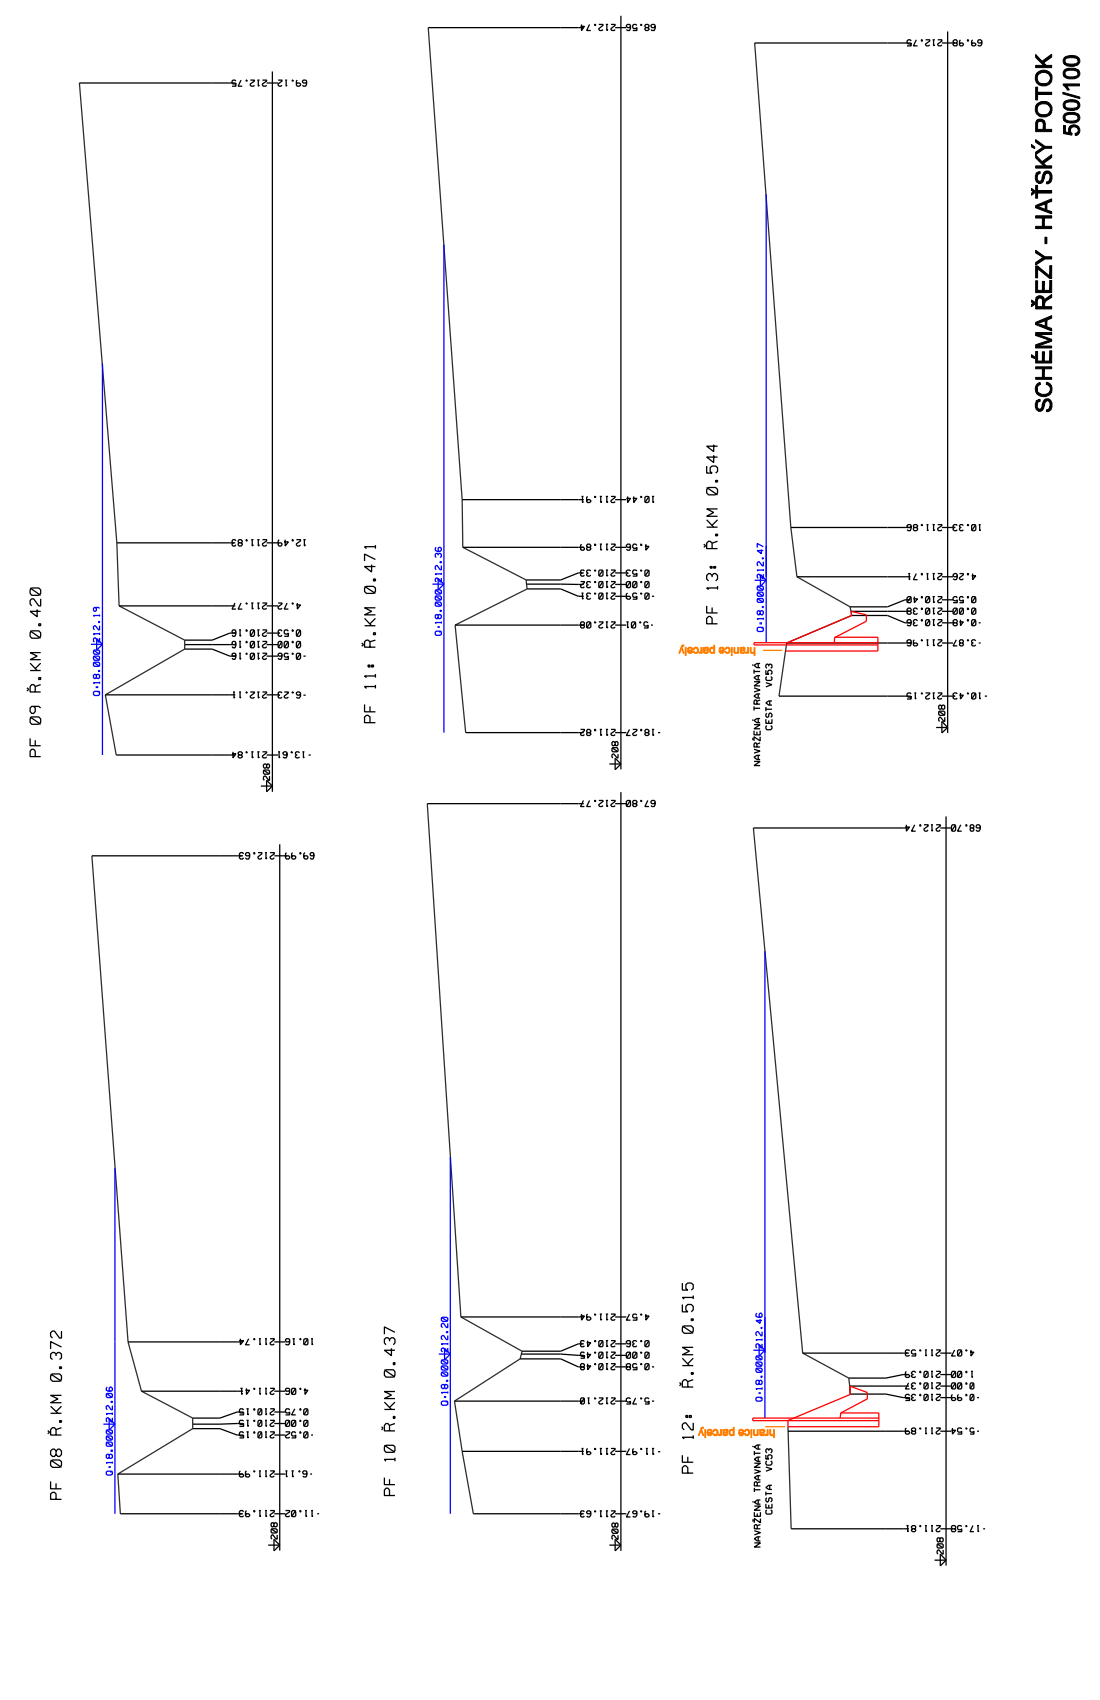 SCHÉMA ŘEZY - HAŤSKÝ POTOK
500/100
PF 09 Ř.KM 0.420
Q:18.000 212.19
69.12 212.75
12.49 211.83
4.72 211.77
0.53 210.16
0.00 210.16
-0.56 210.16
-6.23 212.11
-13.61 211.84
208
PF 11: Ř.KM 0.471
Q:18.000 212.36
68.56 212.74
10.44 211.91
4.56 211.89
0.53 210.33
0.00 210.32
-0.59 210.31
-5.01 212.08
-18.27 211.82
208
PF 13: Ř.KM 0.544
Q:18.000 212.47
69.98 212.75
10.33 211.86
4.26 211.71
0.55 210.40
0.00 210.38
-0.48 210.36
-3.87 211.96
-10.43 212.15
208
hranice parcely
NAVRŽENÁ TRAVNATÁ
CESTA VC53
PF 08 Ř.KM 0.372
Q:18.000 212.06
69.99 212.63
10.16 211.74
4.06 211.41
0.75 210.15
0.00 210.15
-0.52 210.15
-6.11 211.99
-11.02 211.93
208
PF 10 Ř.KM 0.437
Q:18.000 212.20
67.80 212.77
4.57 211.94
0.36 210.43
0.00 210.45
-0.58 210.48
-5.75 212.10
-11.97 211.91
-19.67 211.63
208
PF 12: Ř.KM 0.515
Q:18.000 212.46
68.70 212.74
4.07 211.53
1.00 210.39
0.00 210.37
-0.99 210.35
-5.54 211.89
-17.58 211.81
208
hranice parcely
NAVRŽENÁ TRAVNATÁ
CESTA VC53